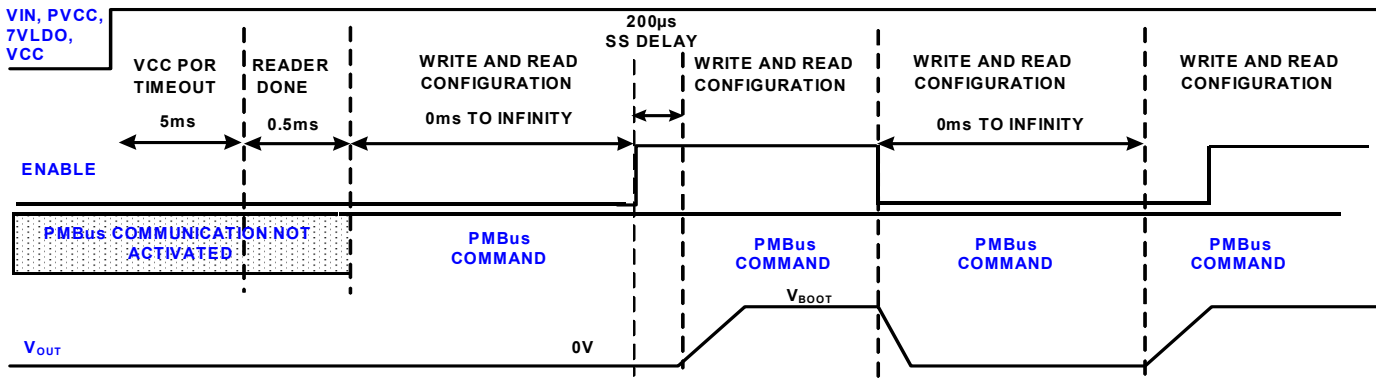 VIN, PVCC,
7VLDO,
VCC
VCC POR
TIMEOUT
5ms
READER
DONE
0.5ms
WRITE AND READ
CONFIGURATION
0ms TO INFINITY
200µs
SS DELAY
WRITE AND READ
CONFIGURATION
WRITE AND READ
CONFIGURATION
0ms TO INFINITY
WRITE AND READ
CONFIGURATION
ENABLE
PMBus COMMUNICATION NOT
ACTIVATED
PMBus
COMMAND
PMBus
COMMAND
PMBus
COMMAND
PMBus
COMMAND
VBOOT
VOUT
0V